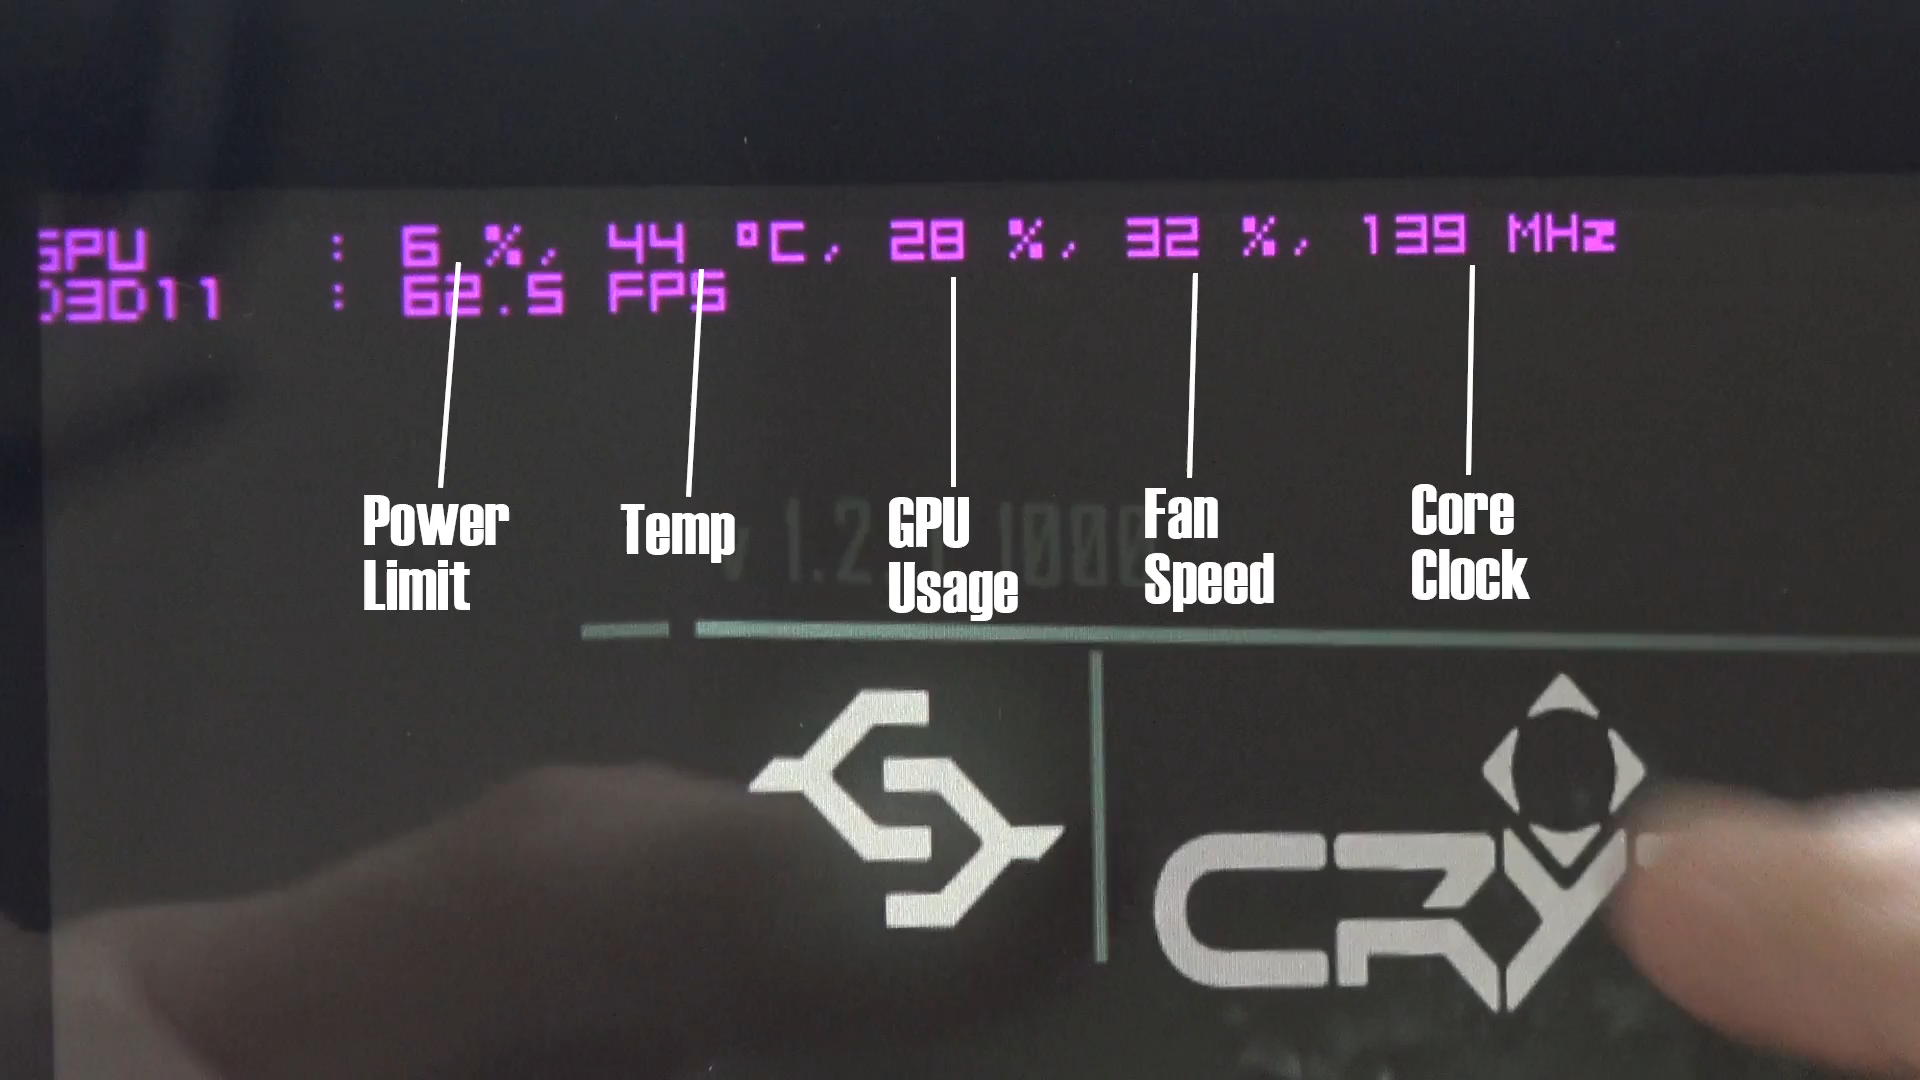 GPU : 6 %, 44 °C, 28 %, 32 %, 139 MHz
D3D11 : 62.5 FPS
Power
Limit
Temp
GPU
Usage
Fan
Speed
Core
Clock
CRY